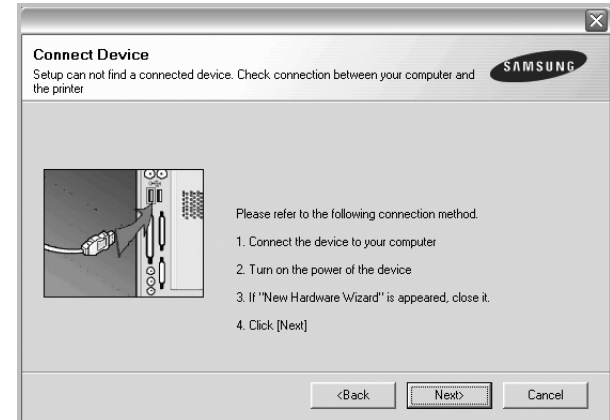 Connect Device
Setup can not find a connected device. Check connection between your computer and
the printer
SAMSUNG
Please refer to the following connection method.
1. Connect the device to your computer
2. Turn on the power of the device
3. If "New Hardware Wizard" is appeared, close it.
4. Click [Next]
<Back
Next>
Cancel